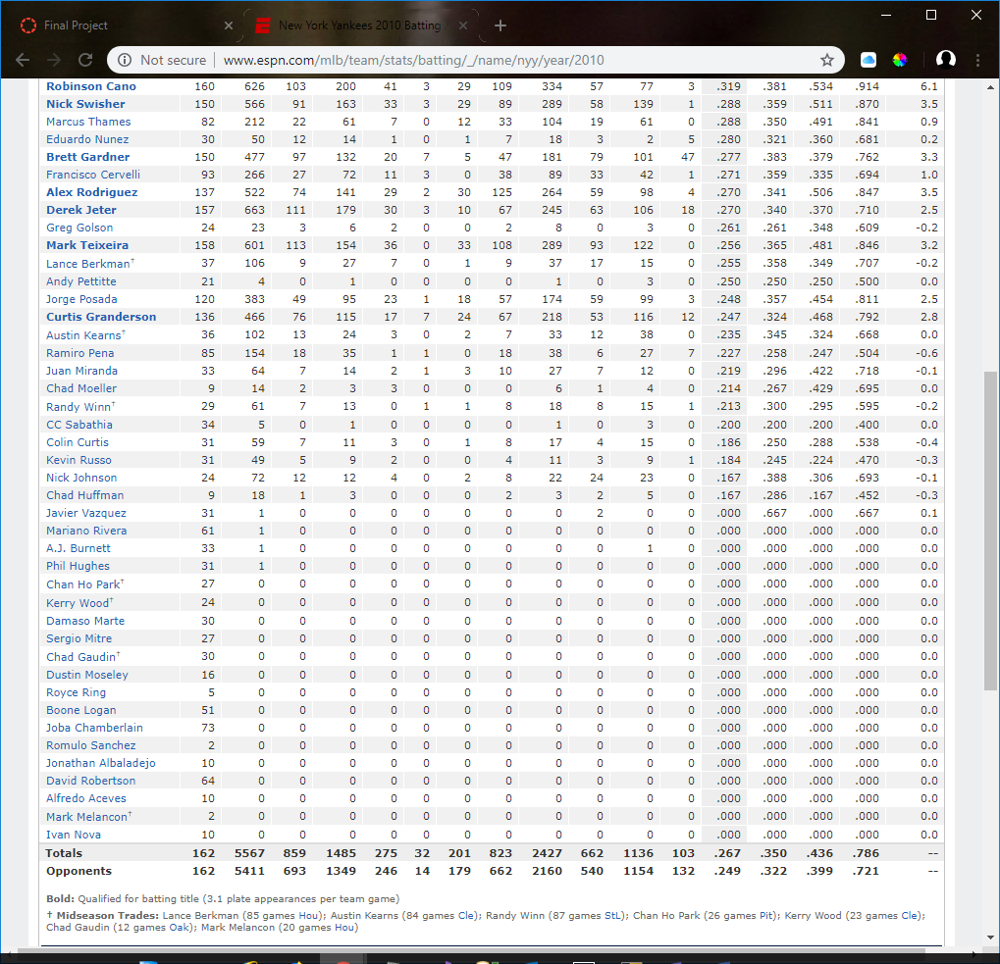 Final Project
New York Yankees 2010 Batting
Not secure www.espn.com/mlb/team/stats/batting/_/name/nyy/year/2010
Robinson Cano 160 626 103 200 41 3 29 109 334 57 77 3 .319 .381 .534 .914 6.1
Nick Swisher 150 566 91 163 33 3 29 89 289 58 139 1 .288 .359 .511 .870 3.5
Marcus Thames 82 212 22 61 7 0 12 33 104 19 61 0 .288 .350 .491 .841 0.9
Eduardo Nunez 30 50 12 14 1 0 1 7 18 3 2 5 .280 .321 .360 .681 0.2
Brett Gardner 150 477 97 132 20 7 5 47 181 79 101 47 .277 .383 .379 .762 3.3
Francisco Cervelli 93 266 27 72 11 3 0 38 89 33 42 1 .271 .359 .335 .694 1.0
Alex Rodriguez 137 522 74 141 29 2 30 125 264 59 98 4 .270 .341 .506 .847 3.5
Derek Jeter 157 663 111 179 30 3 10 67 245 63 106 18 .270 .340 .370 .710 2.5
Greg Golson 24 23 3 6 2 0 0 2 8 0 3 0 .261 .261 .348 .609 -0.2
Mark Teixeira 158 601 113 154 36 0 33 108 289 93 122 0 .256 .365 .481 .846 3.2
Lance Berkman† 37 106 9 27 7 0 1 9 37 17 15 0 .255 .358 .349 .707 -0.2
Andy Pettitte 21 4 0 1 0 0 0 0 1 0 3 0 .250 .250 .250 .500 0.0
Jorge Posada 120 383 49 95 23 1 18 57 174 59 99 3 .248 .357 .454 .811 2.5
Curtis Granderson 136 466 76 115 17 7 24 67 218 53 116 12 .247 .324 .468 .792 2.8
Austin Kearns† 36 102 13 24 3 0 2 7 33 12 38 0 .235 .345 .324 .668 0.0
Ramiro Pena 85 154 18 35 1 1 0 18 38 6 27 7 .227 .258 .247 .504 -0.6
Juan Miranda 33 64 7 14 2 1 3 10 27 7 12 0 .219 .296 .422 .718 -0.1
Chad Moeller 9 14 2 3 3 0 0 0 6 1 4 0 .214 .267 .429 .695 0.0
Randy Winn† 29 61 7 13 0 1 1 8 18 8 15 1 .213 .300 .295 .595 -0.2
CC Sabathia 34 5 0 1 0 0 0 0 1 0 3 0 .200 .200 .200 .400 0.0
Colin Curtis 31 59 7 11 3 0 1 8 17 4 15 0 .186 .250 .288 .538 -0.4
Kevin Russo 31 49 5 9 2 0 0 4 11 3 9 1 .184 .245 .224 .470 -0.3
Nick Johnson 24 72 12 12 4 0 2 8 22 24 23 0 .167 .388 .306 .693 -0.1
Chad Huffman 9 18 1 3 0 0 0 2 3 2 5 0 .167 .286 .167 .452 -0.3
Javier Vazquez 31 1 0 0 0 0 0 0 0 2 0 0 .000 .667 .000 .667 0.1
Mariano Rivera 61 1 0 0 0 0 0 0 0 0 0 0 .000 .000 .000 .000 0.0
A.J. Burnett 33 1 0 0 0 0 0 0 0 0 1 0 .000 .000 .000 .000 0.0
Phil Hughes 31 1 0 0 0 0 0 0 0 0 0 0 .000 .000 .000 .000 0.0
Chan Ho Park† 27 0 0 0 0 0 0 0 0 0 0 0 .000 .000 .000 .000 0.0
Kerry Wood† 24 0 0 0 0 0 0 0 0 0 0 0 .000 .000 .000 .000 0.0
Damaso Marte 30 0 0 0 0 0 0 0 0 0 0 0 .000 .000 .000 .000 0.0
Sergio Mitre 27 0 0 0 0 0 0 0 0 0 0 0 .000 .000 .000 .000 0.0
Chad Gaudin† 30 0 0 0 0 0 0 0 0 0 0 0 .000 .000 .000 .000 0.0
Dustin Moseley 16 0 0 0 0 0 0 0 0 0 0 0 .000 .000 .000 .000 0.0
Royce Ring 5 0 0 0 0 0 0 0 0 0 0 0 .000 .000 .000 .000 0.0
Boone Logan 51 0 0 0 0 0 0 0 0 0 0 0 .000 .000 .000 .000 0.0
Joba Chamberlain 73 0 0 0 0 0 0 0 0 0 0 0 .000 .000 .000 .000 0.0
Romulo Sanchez 2 0 0 0 0 0 0 0 0 0 0 0 .000 .000 .000 .000 0.0
Jonathan Albaladejo 10 0 0 0 0 0 0 0 0 0 0 0 .000 .000 .000 .000 0.0
David Robertson 64 0 0 0 0 0 0 0 0 0 0 0 .000 .000 .000 .000 0.0
Alfredo Aceves 10 0 0 0 0 0 0 0 0 0 0 0 .000 .000 .000 .000 0.0
Mark Melancon† 2 0 0 0 0 0 0 0 0 0 0 0 .000 .000 .000 .000 0.0
Ivan Nova 10 0 0 0 0 0 0 0 0 0 0 0 .000 .000 .000 .000 0.0
Totals 162 5567 859 1485 275 32 201 823 2427 662 1136 103 .267 .350 .436 .786 --
Opponents 162 5411 693 1349 246 14 179 662 2160 540 1154 132 .249 .322 .399 .721 --
Bold: Qualified for batting title (3.1 plate appearances per team game)
† Midseason Trades: Lance Berkman (85 games Hou); Austin Kearns (84 games Cle); Randy Winn (87 games StL); Chan Ho Park (26 games Pit); Kerry Wood (23 games Cle);
Chad Gaudin (12 games Oak); Mark Melancon (20 games Hou)